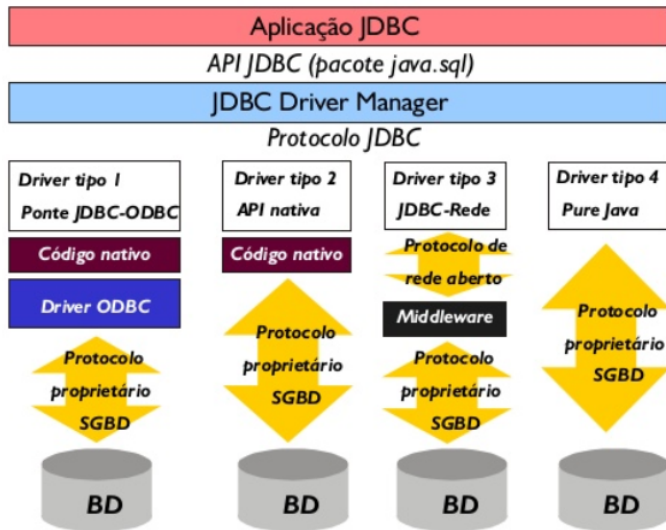 Aplicação JDBC
API JDBC (pacote java.sql)
JDBC Driver Manager
Protocolo JDBC
Driver tipo 1
Ponte JDBC-ODBC
Código nativo
Driver ODBC
Protocolo
proprietário
SGBD
BD
Driver tipo 2
API nativa
Código nativo
Protocolo
proprietário
SGBD
BD
Driver tipo 3
JDBC-Rede
Protocolo de
rede aberto
Middleware
Protocolo
proprietário
SGBD
BD
Driver tipo 4
Pure Java
Protocolo
proprietário
SGBD
BD